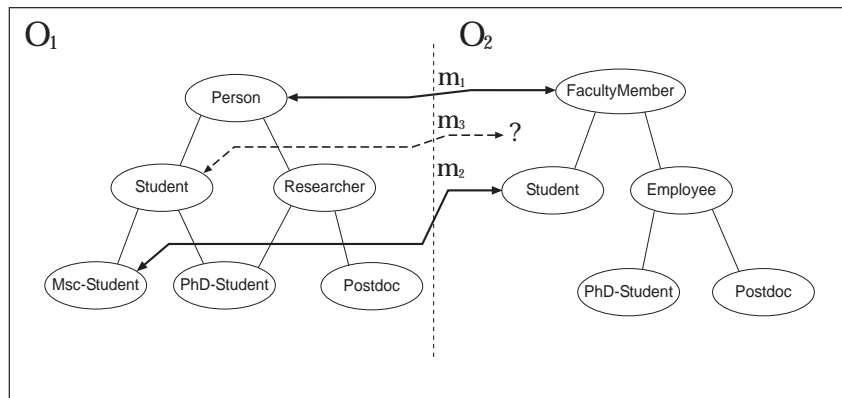 O1
O2
Person
m1
FacultyMember
m3
?
Student
Researcher
m2
Student
Employee
Msc-Student
PhD-Student
Postdoc
PhD-Student
Postdoc